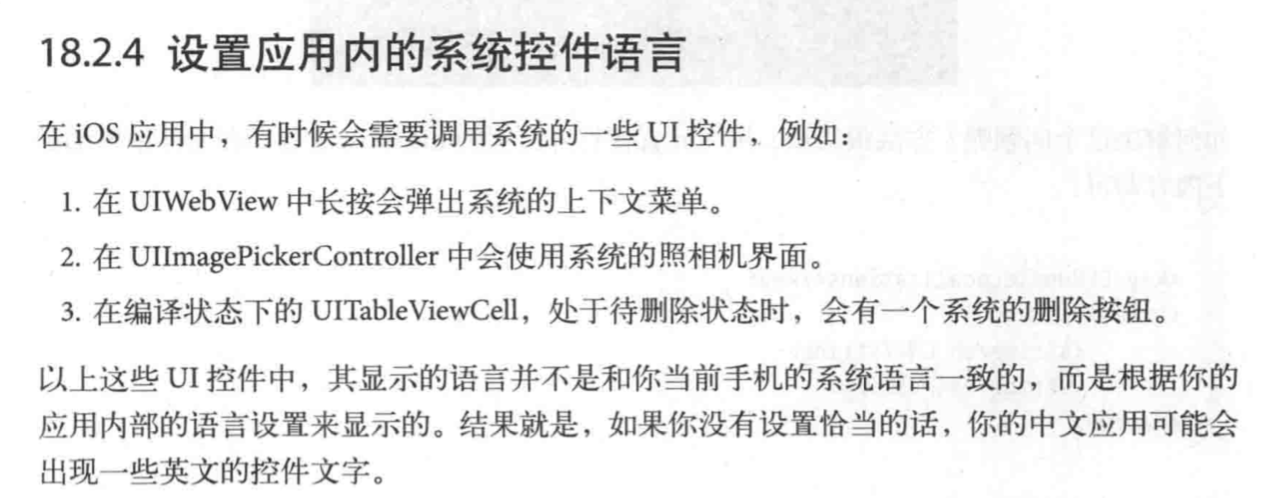 18.2.4 设置应用内的系统控件语言
在 iOS 应用中，有时候会需要调用系统的一些 UI 控件，例如：
1. 在 UIWebView 中长按会弹出系统的上下文菜单。
2. 在 UIImagePickerController 中会使用系统的照相机界面。
3. 在编译状态下的 UITableViewCell，处于待删除状态时，会有一个系统的删除按钮。
以上这些 UI 控件中，其显示的语言并不是和你当前手机的系统语言一致的，而是根据你的
应用内部的语言设置来显示的。结果就是，如果你没有设置恰当的话，你的中文应用可能会
出现一些英文的控件文字。